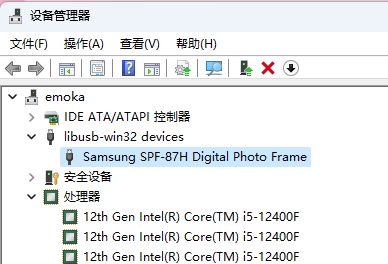 设备管理器
文件(F) 操作(A) 查看(V) 帮助(H)
emoka
IDE ATA/ATAPI 控制器
libusb-win32 devices
Samsung SPF-87H Digital Photo Frame
安全设备
处理器
12th Gen Intel(R) Core(TM) i5-12400F
12th Gen Intel(R) Core(TM) i5-12400F
12th Gen Intel(R) Core(TM) i5-12400F